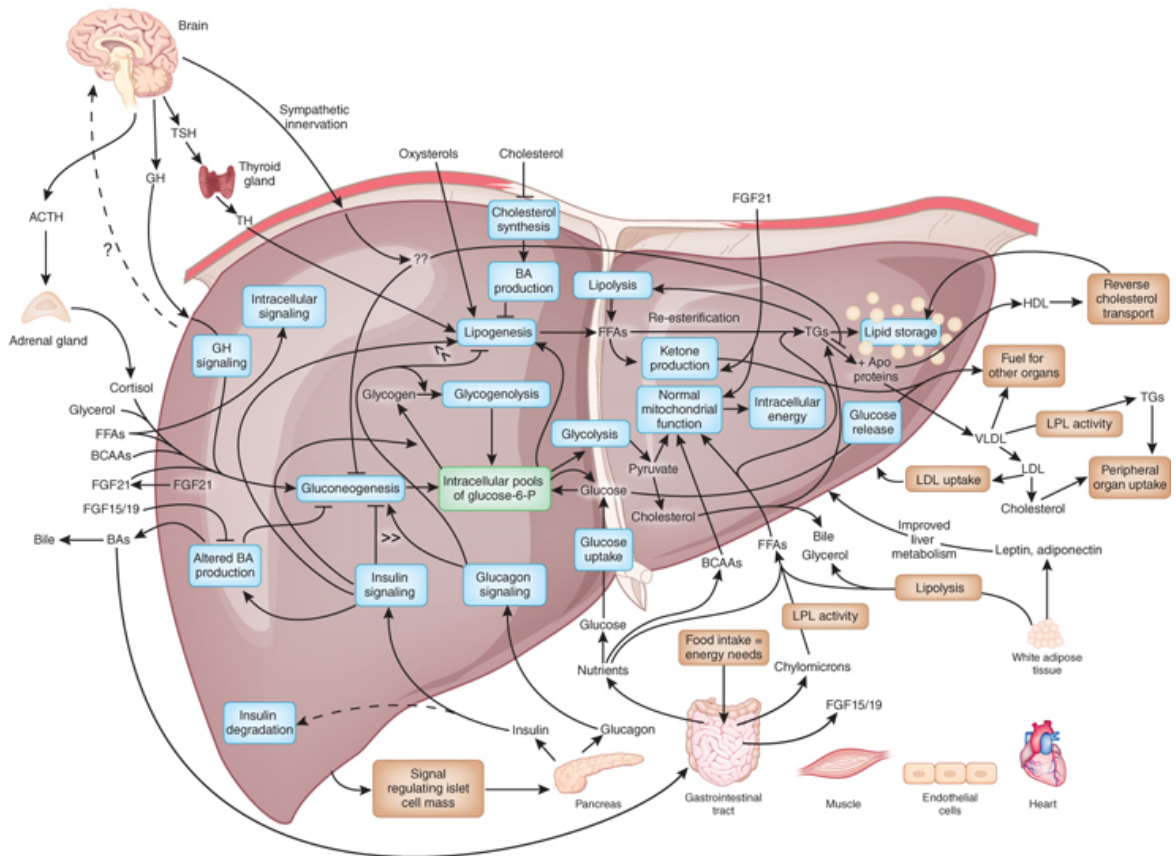 Brain
Sympathetic
innervation
TSH
GH
Thyroid
gland
TH
ACTH
?
Adrenal gland
Oxysterols
Cholesterol
FGF21
Cholesterol
synthesis
??
BA
production
Lipolysis
Intracellular
signaling
GH
signaling
Lipogenesis
<<
FFAs
Re-esterification
TGs
Lipid storage
HDL
Reverse
cholesterol
transport
+ Apo
proteins
Ketone
production
Fuel for
other organs
Cortisol
Glycerol
FFAs
BCAAs
FGF21
FGF21
FGF15/19
Bile
BAs
Glycogen
Glycogenolysis
Normal
mitochondrial
function
Intracellular
energy
Glucose
release
Glycolysis
Pyruvate
VLDL
LPL activity
TGs
LDL uptake
LDL
Cholesterol
Peripheral
organ uptake
Gluconeogenesis
Intracellular pools
of glucose-6-P
Glucose
Cholesterol
>>
Altered BA
production
Insulin
signaling
Glucagon
signaling
Glucose
uptake
BCAAs
FFAs
Bile
Glycerol
Improved
liver
metabolism
Leptin, adiponectin
Lipolysis
LPL activity
Glucose
Nutrients
Food intake =
energy needs
Chylomicrons
White adipose
tissue
FGF15/19
Insulin
degradation
Insulin
Glucagon
Signal
regulating islet
cell mass
Pancreas
Gastrointestinal
tract
Muscle
Endothelial
cells
Heart